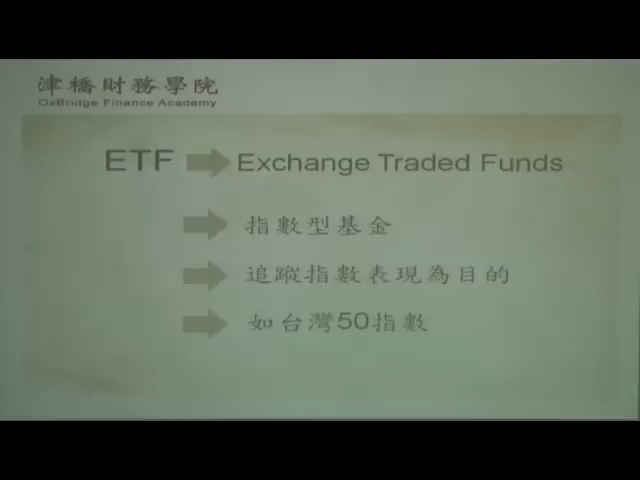 津橋財務學院
OxBridge Finance Academy
ETF Exchange Traded Funds
指數型基金
追蹤指數表現為目的
如台灣50指數